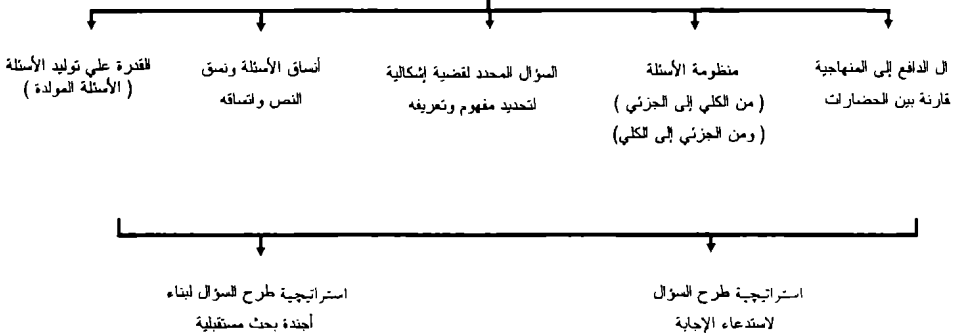 ال الدافع إلى المنهاجية
قارنة بين الحضارات
منظومة الأسئلة
( من الكلي إلى الجزئي )
( ومن الجزئي إلى الكلي)
السؤال المحدد لقضية إشكالية
لتحديد مفهوم وتعريفه
أنساق الأسئلة ونسق
النص واتساقه
القدرة علي توليد الأسئلة
( الأسئلة المولدة )
استراتيجية طرح السؤال
لاستدعاء الإجابة
استراتيجية طرح السؤال لبناء
أجندة بحث مستقبلية